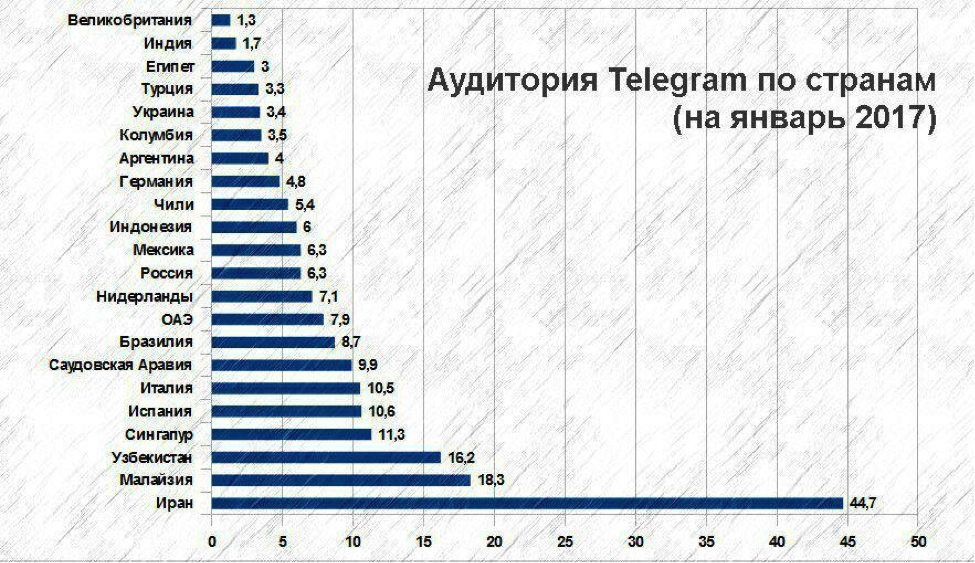 Аудитория Telegram по странам
(на январь 2017)
Великобритания 1,3
Индия 1,7
Египет 3
Турция 3,3
Украина 3,4
Колумбия 3,5
Аргентина 4
Германия 4,8
Чили 5,4
Индонезия 6
Мексика 6,3
Россия 6,3
Нидерланды 7,1
ОАЭ 7,9
Бразилия 8,7
Саудовская Аравия 9,9
Италия 10,5
Испания 10,6
Сингапур 11,3
Узбекистан 16,2
Малайзия 18,3
Иран 44,7
0 5 10 15 20 25 30 35 40 45 50